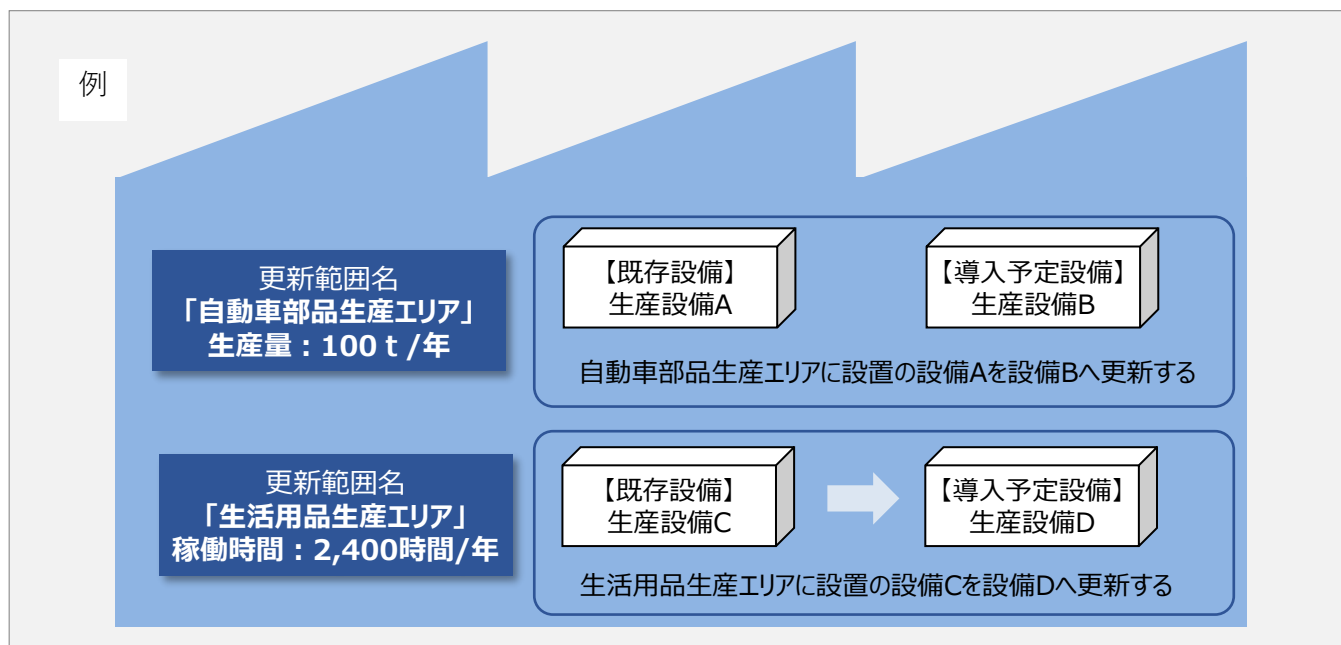 例
更新範囲名
「自動車部品生産エリア」
生産量：100ｔ/年
【既存設備】
生産設備A
【導入予定設備】
生産設備B
自動車部品生産エリアに設置の設備Aを設備Bへ更新する
更新範囲名
「生活用品生産エリア」
稼働時間：2,400時間/年
【既存設備】
生産設備C
【導入予定設備】
生産設備D
生活用品生産エリアに設置の設備Cを設備Dへ更新する